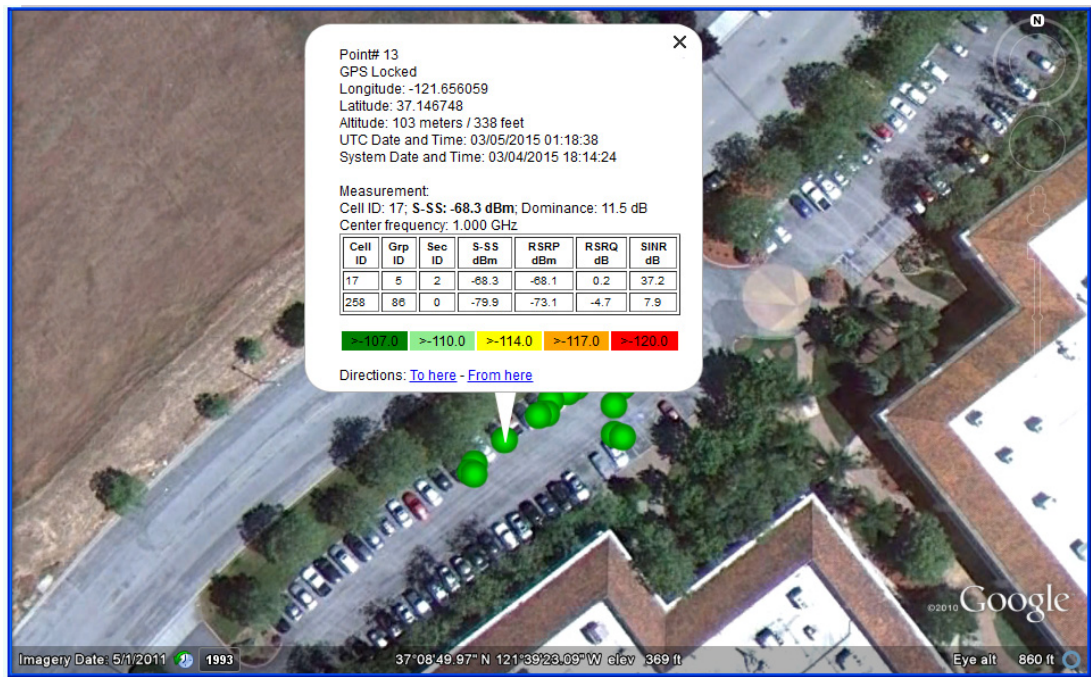 N
Point# 13
GPS Locked
Longitude: -121.656059
Latitude: 37.146748
Altitude: 103 meters / 338 feet
UTC Date and Time: 03/05/2015 01:18:38
System Date and Time: 03/04/2015 18:14:24
Measurement:
Cell ID: 17; S-SS: -68.3 dBm; Dominance: 11.5 dB
Center frequency: 1.000 GHz
Cell ID Grp ID Sec ID S-SS dBm RSRP dBm RSRQ dB SINR dB
17 5 2 -68.3 -68.1 0.2 37.2
258 86 0 -79.9 -73.1 -4.7 7.9
>-107.0 >-110.0 >-114.0 >-117.0 >-120.0
Directions: To here - From here
©2010 Google
Imagery Date: 5/1/2011 1993 37°08'49.97" N 121°39'23.09" W elev 369 ft Eye alt 860 ft